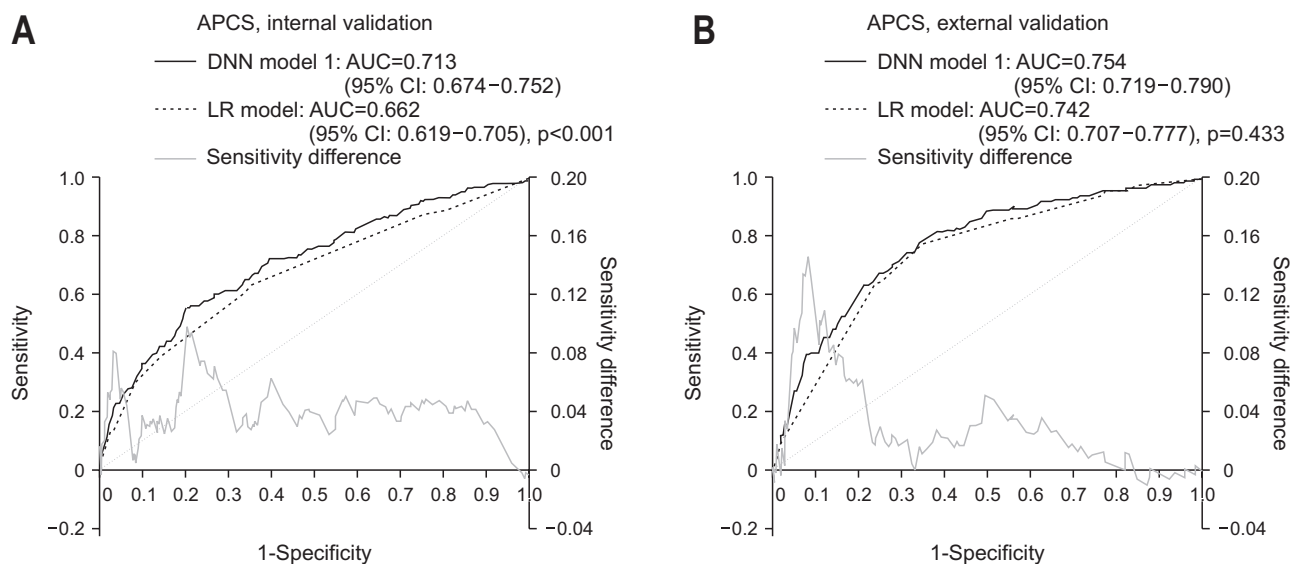 A
APCS, internal validation
DNN model 1: AUC=0.713
(95% CI: 0.674−0.752)
LR model: AUC=0.662
(95% CI: 0.619−0.705), p<0.001
Sensitivity difference
1.0
0.8
0.6
0.4
0.2
0
−0.2
Sensitivity
0 0.1 0.2 0.3 0.4 0.5 0.6 0.7 0.8 0.9 1.0
1-Specificity
0.20
0.16
0.12
0.08
0.04
0
−0.04
Sensitivity difference
B
APCS, external validation
DNN model 1: AUC=0.754
(95% CI: 0.719−0.790)
LR model: AUC=0.742
(95% CI: 0.707−0.777), p=0.433
Sensitivity difference
1.0
0.8
0.6
0.4
0.2
0
−0.2
Sensitivity
0 0.1 0.2 0.3 0.4 0.5 0.6 0.7 0.8 0.9 1.0
1-Specificity
0.20
0.16
0.12
0.08
0.04
0
−0.04
Sensitivity difference